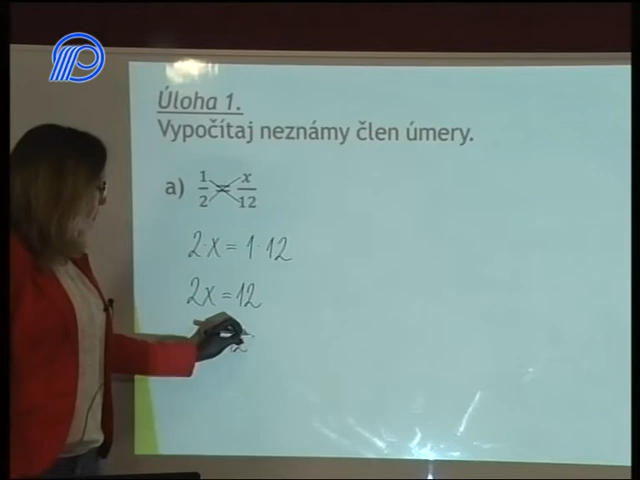 Úloha 1.
Vypočítaj neznámy člen úmery.
a) 1/2 = x/12
2·x = 1·12
2x = 12